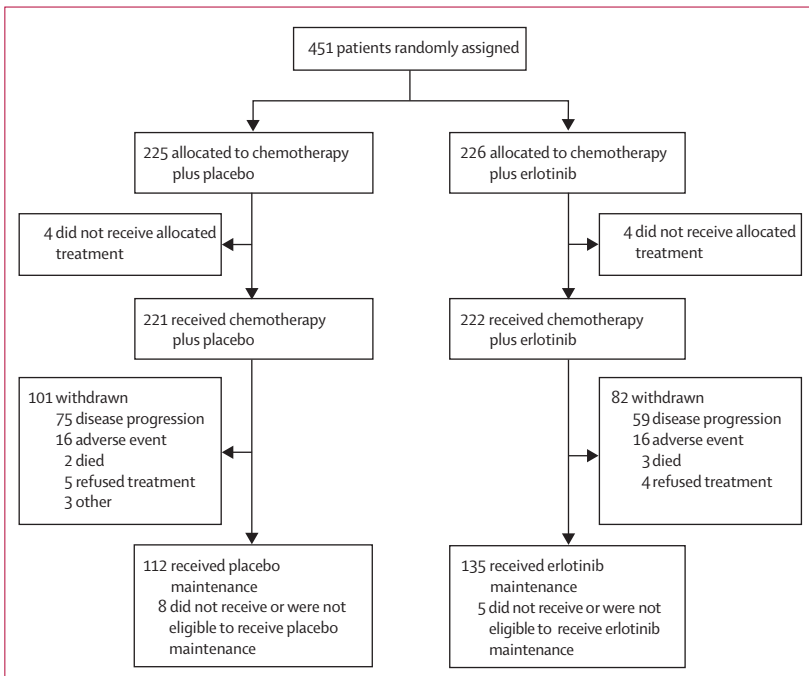 451 patients randomly assigned
225 allocated to chemotherapy
plus placebo
226 allocated to chemotherapy
plus erlotinib
4 did not receive allocated
treatment
4 did not receive allocated
treatment
221 received chemotherapy
plus placebo
222 received chemotherapy
plus erlotinib
101 withdrawn
75 disease progression
16 adverse event
2 died
5 refused treatment
3 other
82 withdrawn
59 disease progression
16 adverse event
3 died
4 refused treatment
112 received placebo
maintenance
8 did not receive or were not
eligible to receive placebo
maintenance
135 received erlotinib
maintenance
5 did not receive or were not
eligible to receive erlotinib
maintenance